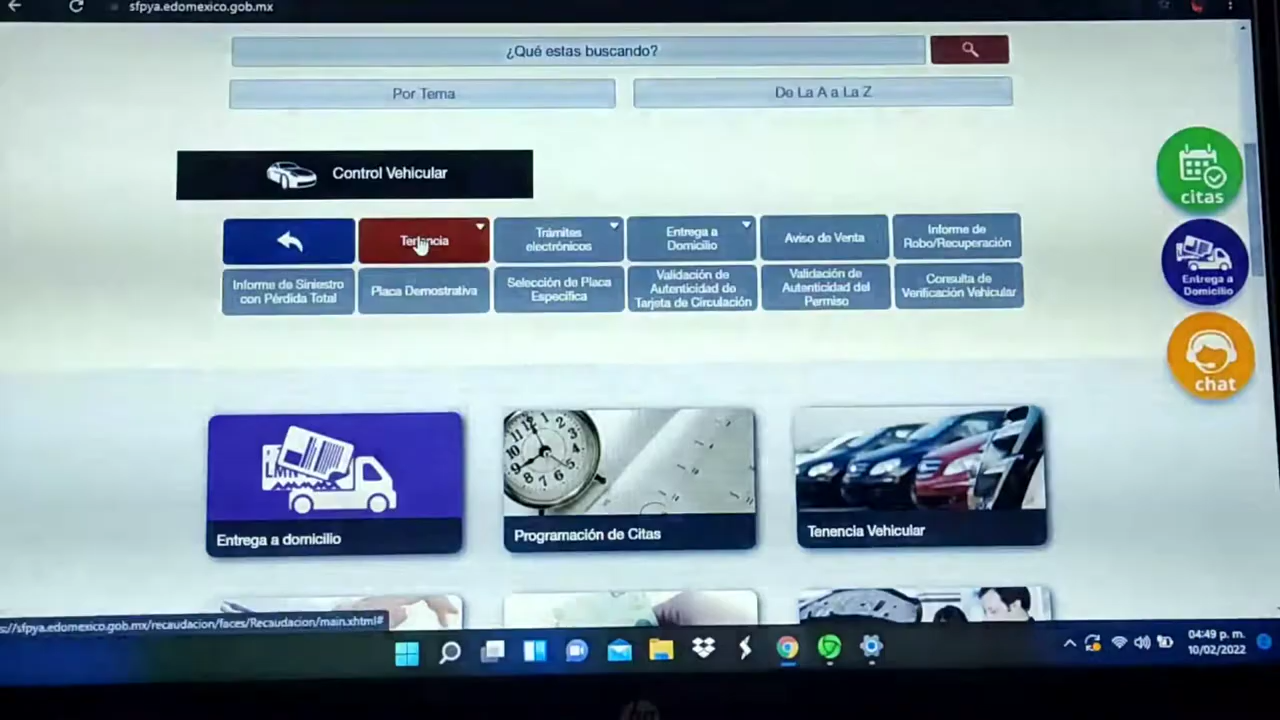 sfpya.edomexico.gob.mx
¿Qué estas buscando?
Por Tema
De La A a La Z
Control Vehicular
Tenencia
Trámites
electrónicos
Entrega a
Domicilio
Aviso de Venta
Informe de
Robo/Recuperación
Informe de Siniestro
con Pérdida Total
Placa Demostrativa
Selección de Placa
Específica
Validación de
Autenticidad de
Tarjeta de Circulación
Validación de
Autenticidad del
Permiso
Consulta de
Verificación Vehicular
citas
Entrega a
Domicilio
chat
Entrega a domicilio
Programación de Citas
Tenencia Vehicular
s://sfpya.edomexico.gob.mx/recaudacion/faces/Recaudacion/main.xhtml#
04:49 p. m.
10/02/2022
hp